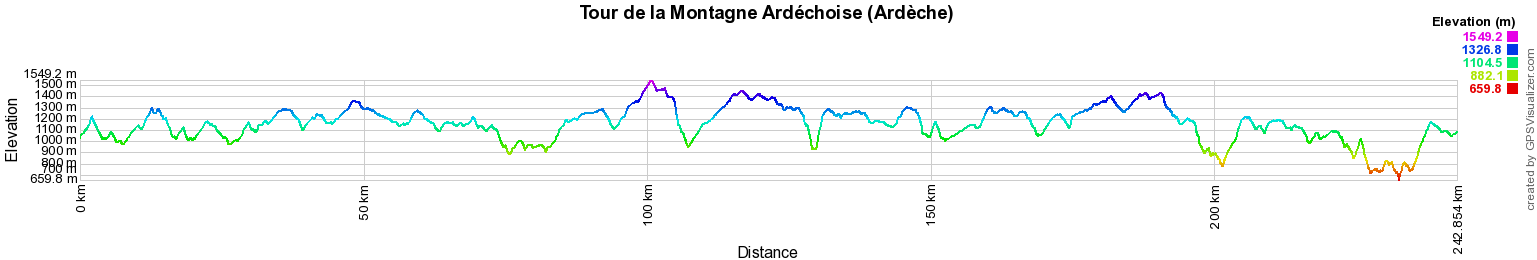 Tour de la Montagne Ardéchoise (Ardèche)
Elevation (m)
1549.2
1326.8
1104.5
882.1
659.8
Elevation
1549.2 m
1500 m
1400 m
1300 m
1200 m
1100 m
1000 m
900 m
800 m
700 m
659.8 m
0 km
50 km
100 km
150 km
200 km
242.854 km
Distance
created by GPSVisualizer.com